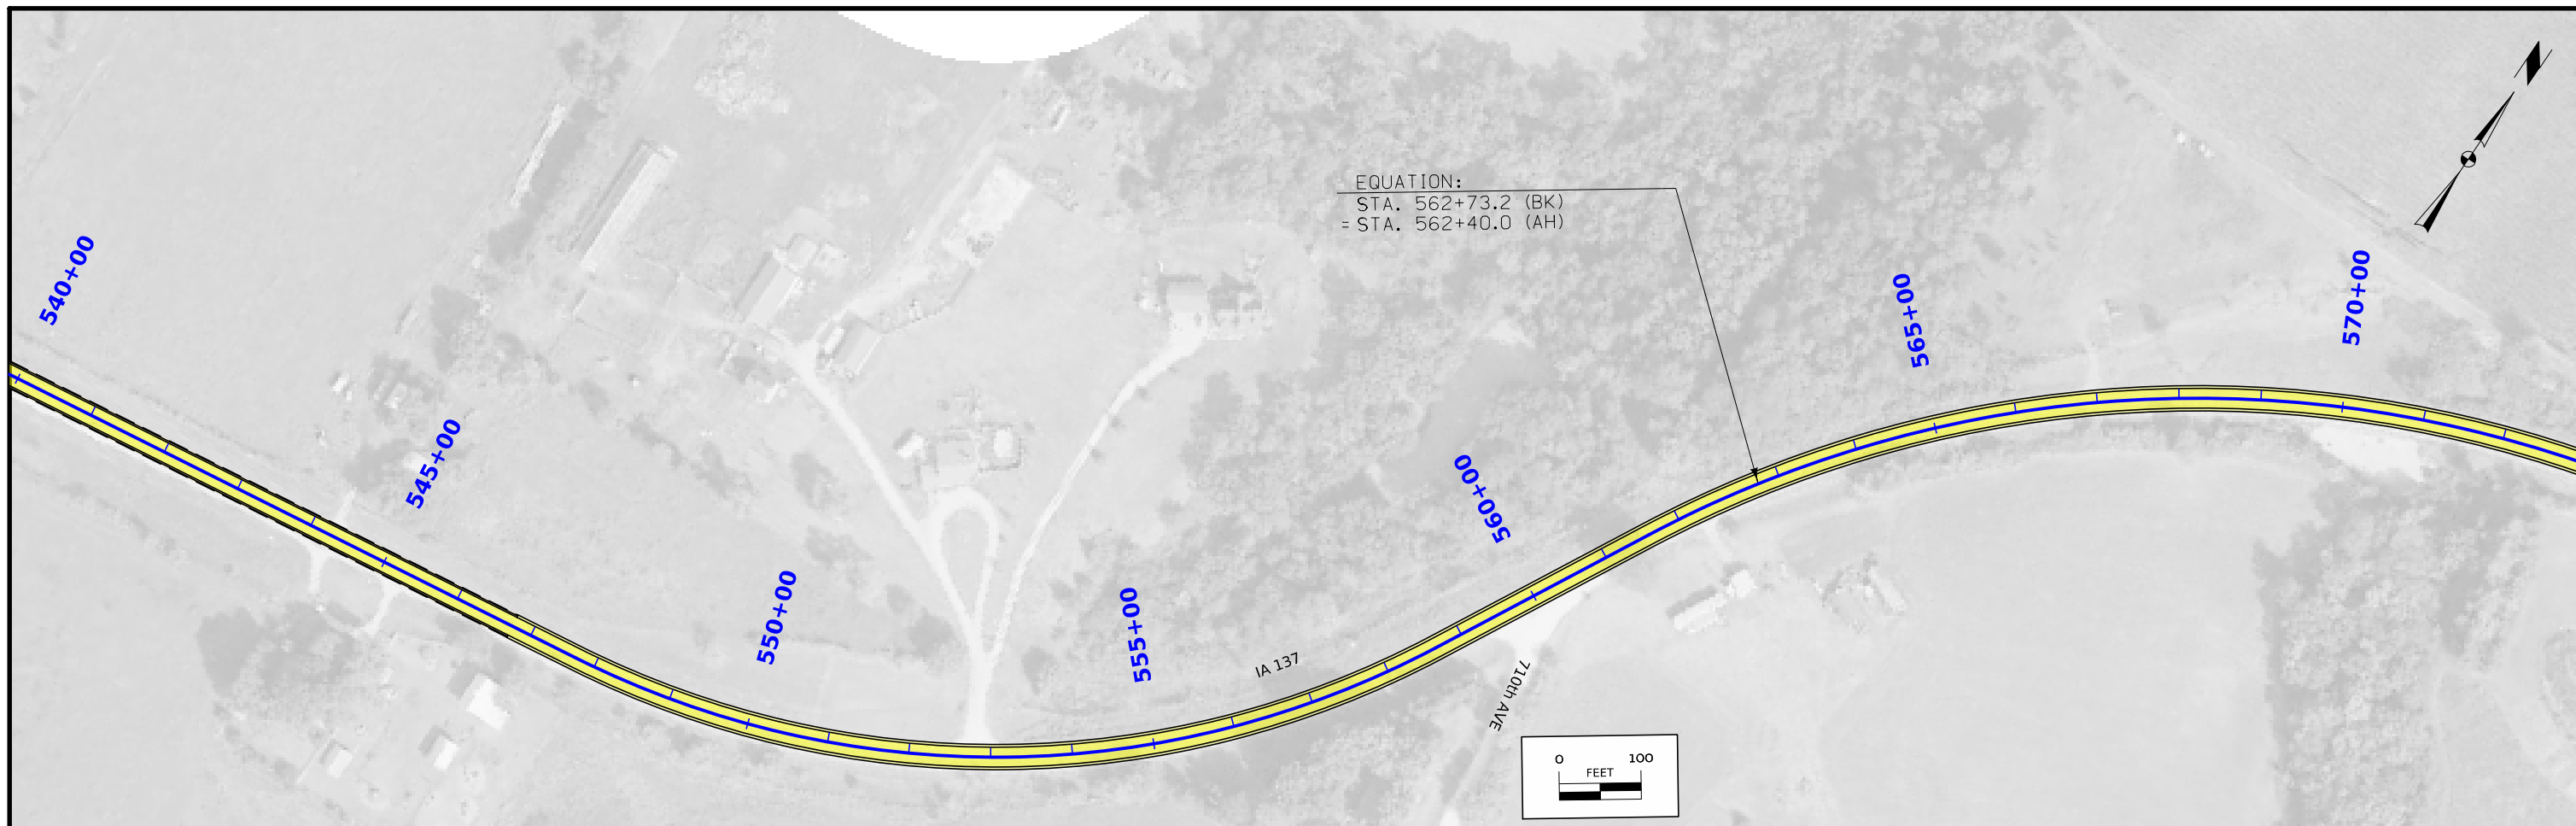 EQUATION:
STA. 562+73.2 (BK)
= STA. 562+40.0 (AH)
540+00
545+00
550+00
555+00
560+00
565+00
570+00
IA 137
710th AVE
0 100
FEET
N